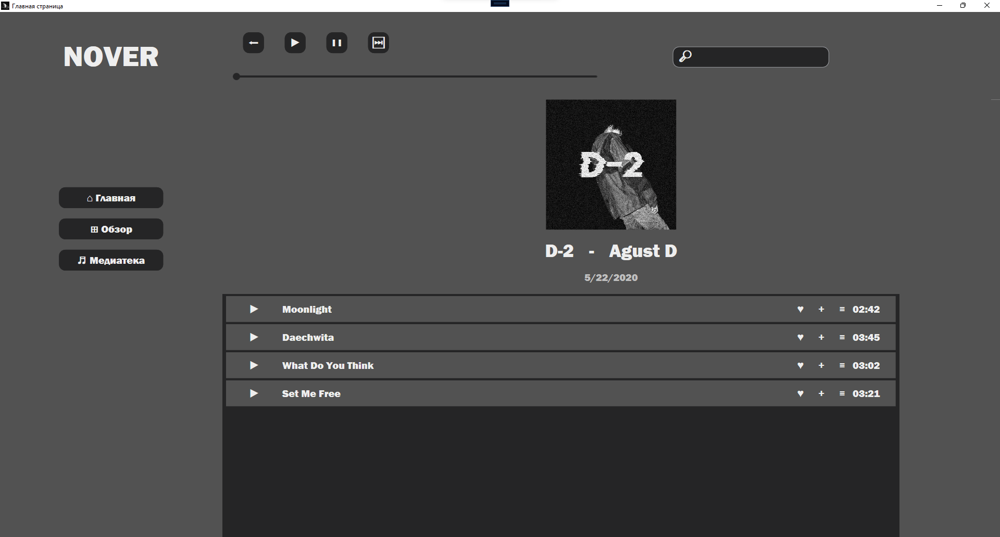 Главная страница
NOVER
D-2
D-2 - Agust D
5/22/2020
Главная
Обзор
Медиатека
Moonlight 02:42
Daechwita 03:45
What Do You Think 03:02
Set Me Free 03:21